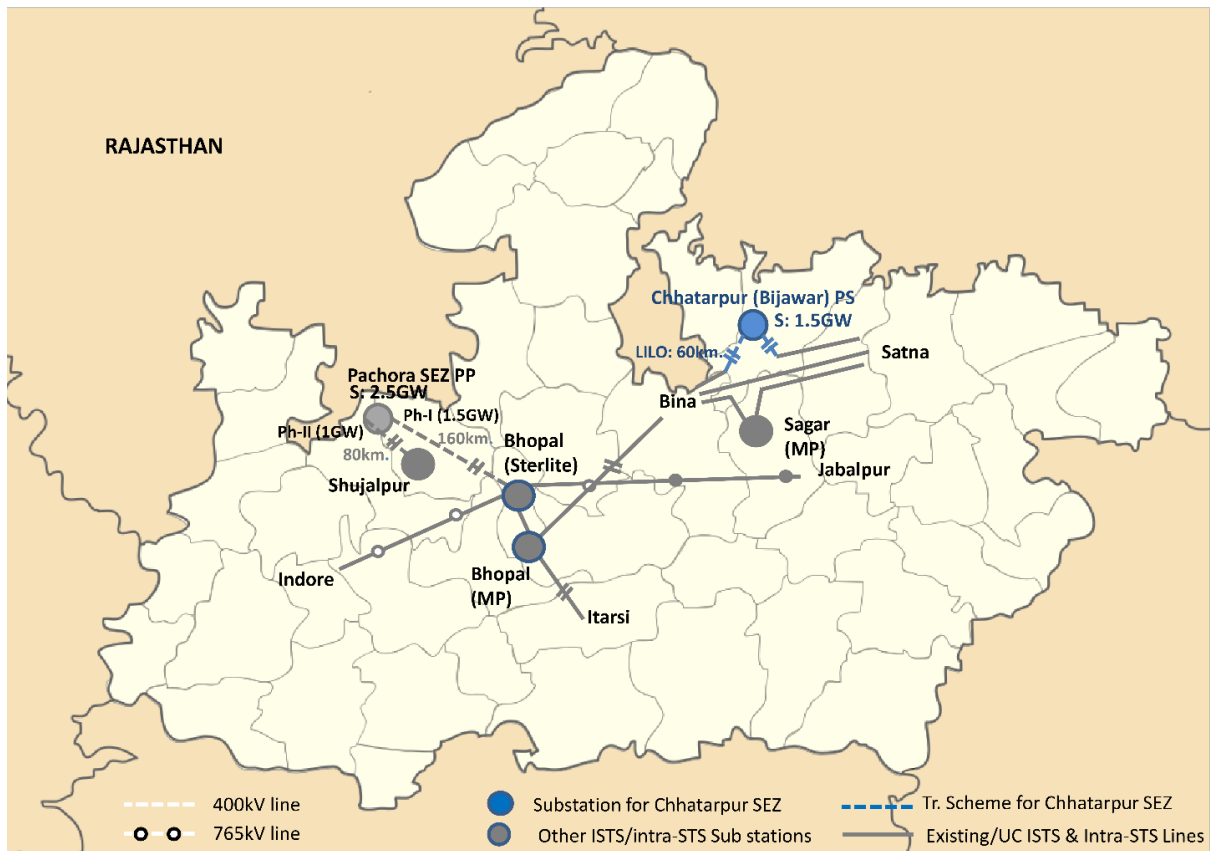 RAJASTHAN
Chhatarpur (Bijawar) PS
S: 1.5GW
LILO: 60km.
Satna
Bina
Pachora SEZ PP
S: 2.5GW
Ph-I (1.5GW)
Ph-II (1GW)
160km.
80km.
Shujalpur
Bhopal
(Sterlite)
Sagar
(MP)
Jabalpur
Indore
Bhopal
(MP)
Itarsi
400kV line
765kV line
Substation for Chhatarpur SEZ
Other ISTS/intra-STS Sub stations
Tr. Scheme for Chhatarpur SEZ
Existing/UC ISTS & Intra-STS Lines